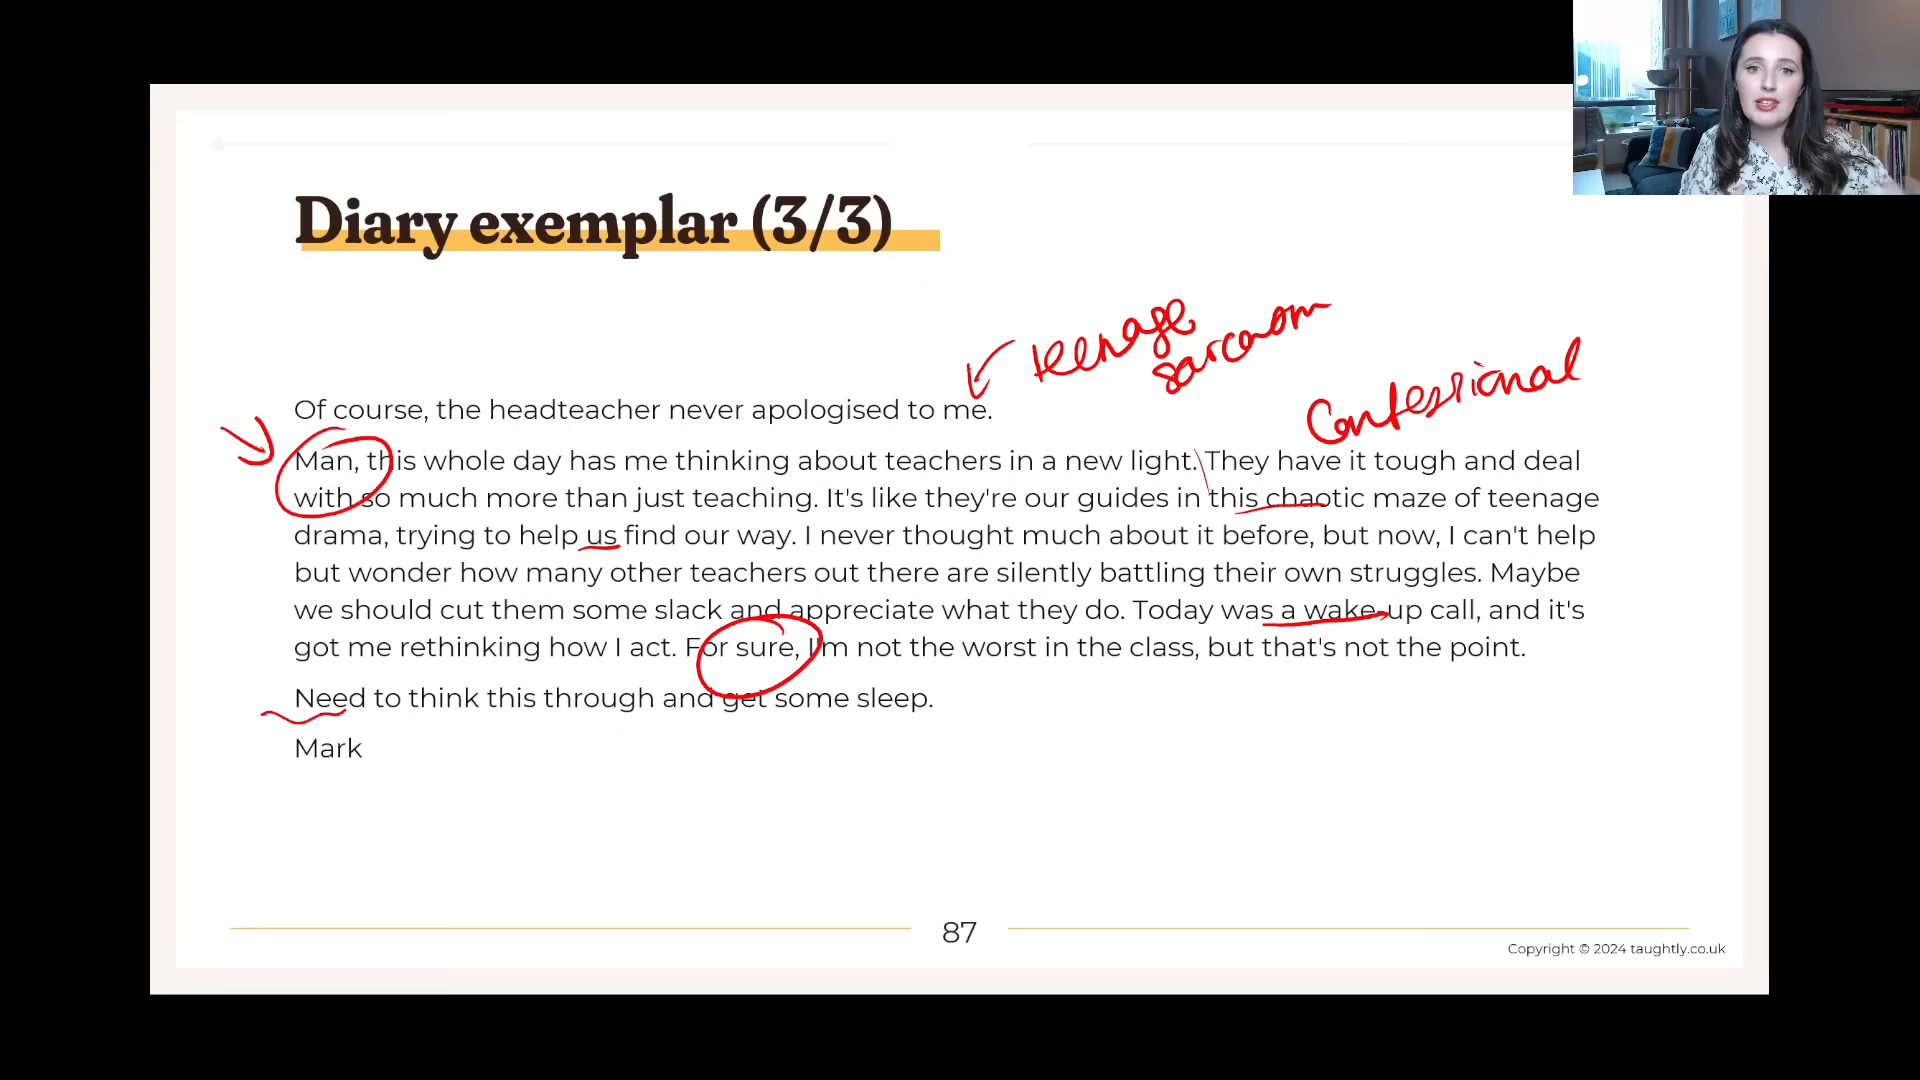 Diary exemplar (3/3)
teenage
sarcasm
Confessional
Of course, the headteacher never apologised to me.
Man, this whole day has me thinking about teachers in a new light. They have it tough and deal
with so much more than just teaching. It's like they're our guides in this chaotic maze of teenage
drama, trying to help us find our way. I never thought much about it before, but now, I can't help
but wonder how many other teachers out there are silently battling their own struggles. Maybe
we should cut them some slack and appreciate what they do. Today was a wake-up call, and it's
got me rethinking how I act. For sure, I'm not the worst in the class, but that's not the point.
Need to think this through and get some sleep.
Mark
87
Copyright © 2024 taughtly.co.uk